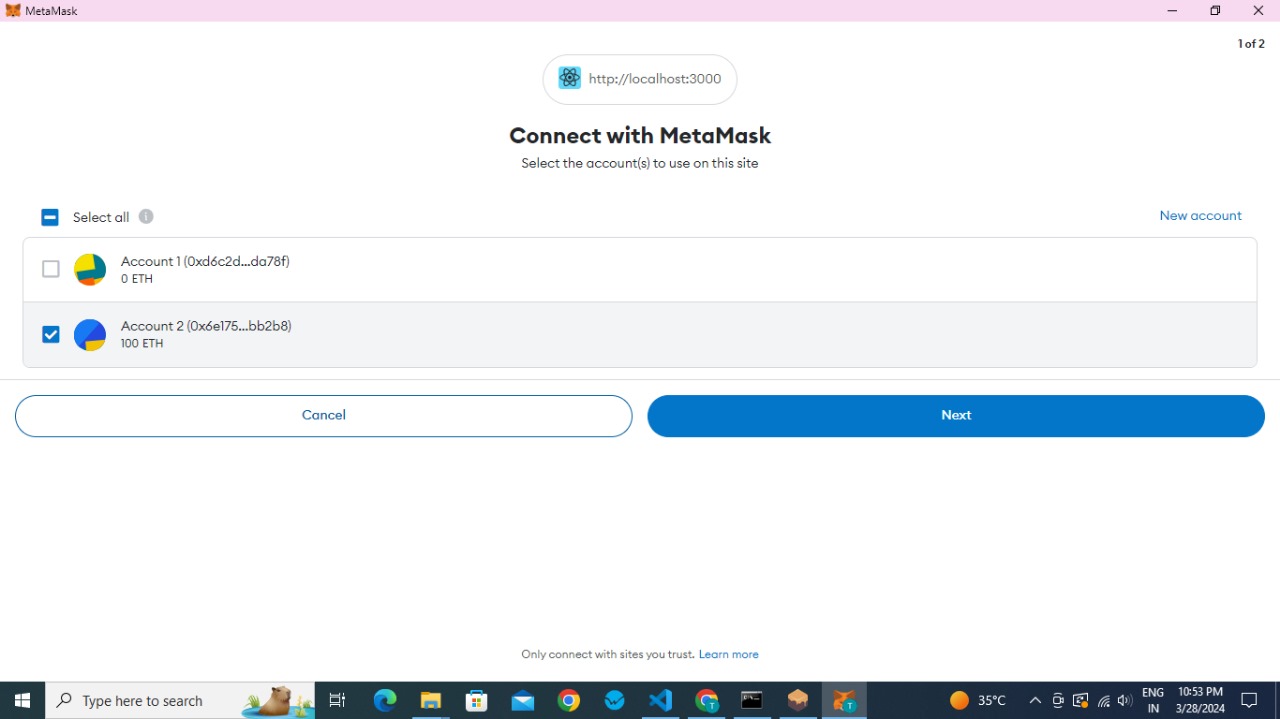 MetaMask
1 of 2
http://localhost:3000
Connect with MetaMask
Select the account(s) to use on this site
Select all
New account
Account 1 (0xd6c2d...da78f)
0 ETH
Account 2 (0x6e175...bb2b8)
100 ETH
Cancel
Next
Only connect with sites you trust. Learn more
Type here to search
35°C
ENG
IN
10:53 PM
3/28/2024